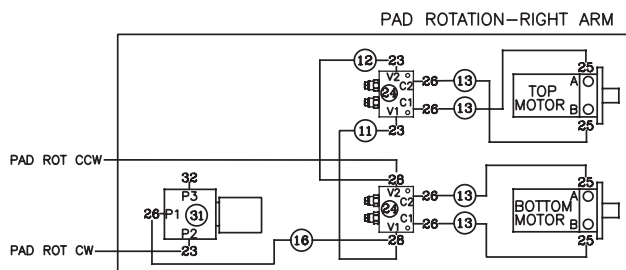 PAD ROTATION-RIGHT ARM
12 23
V2
24 C2 26 13
C1 26 13
V1
11 23
25
A
TOP MOTOR
B
25
PAD ROT CCW
28
V2
24 C2 26 13
C1 26 13
V1
28
25
A
BOTTOM MOTOR
B
25
32
P3
26 P1 31
P2
23
16
PAD ROT CW